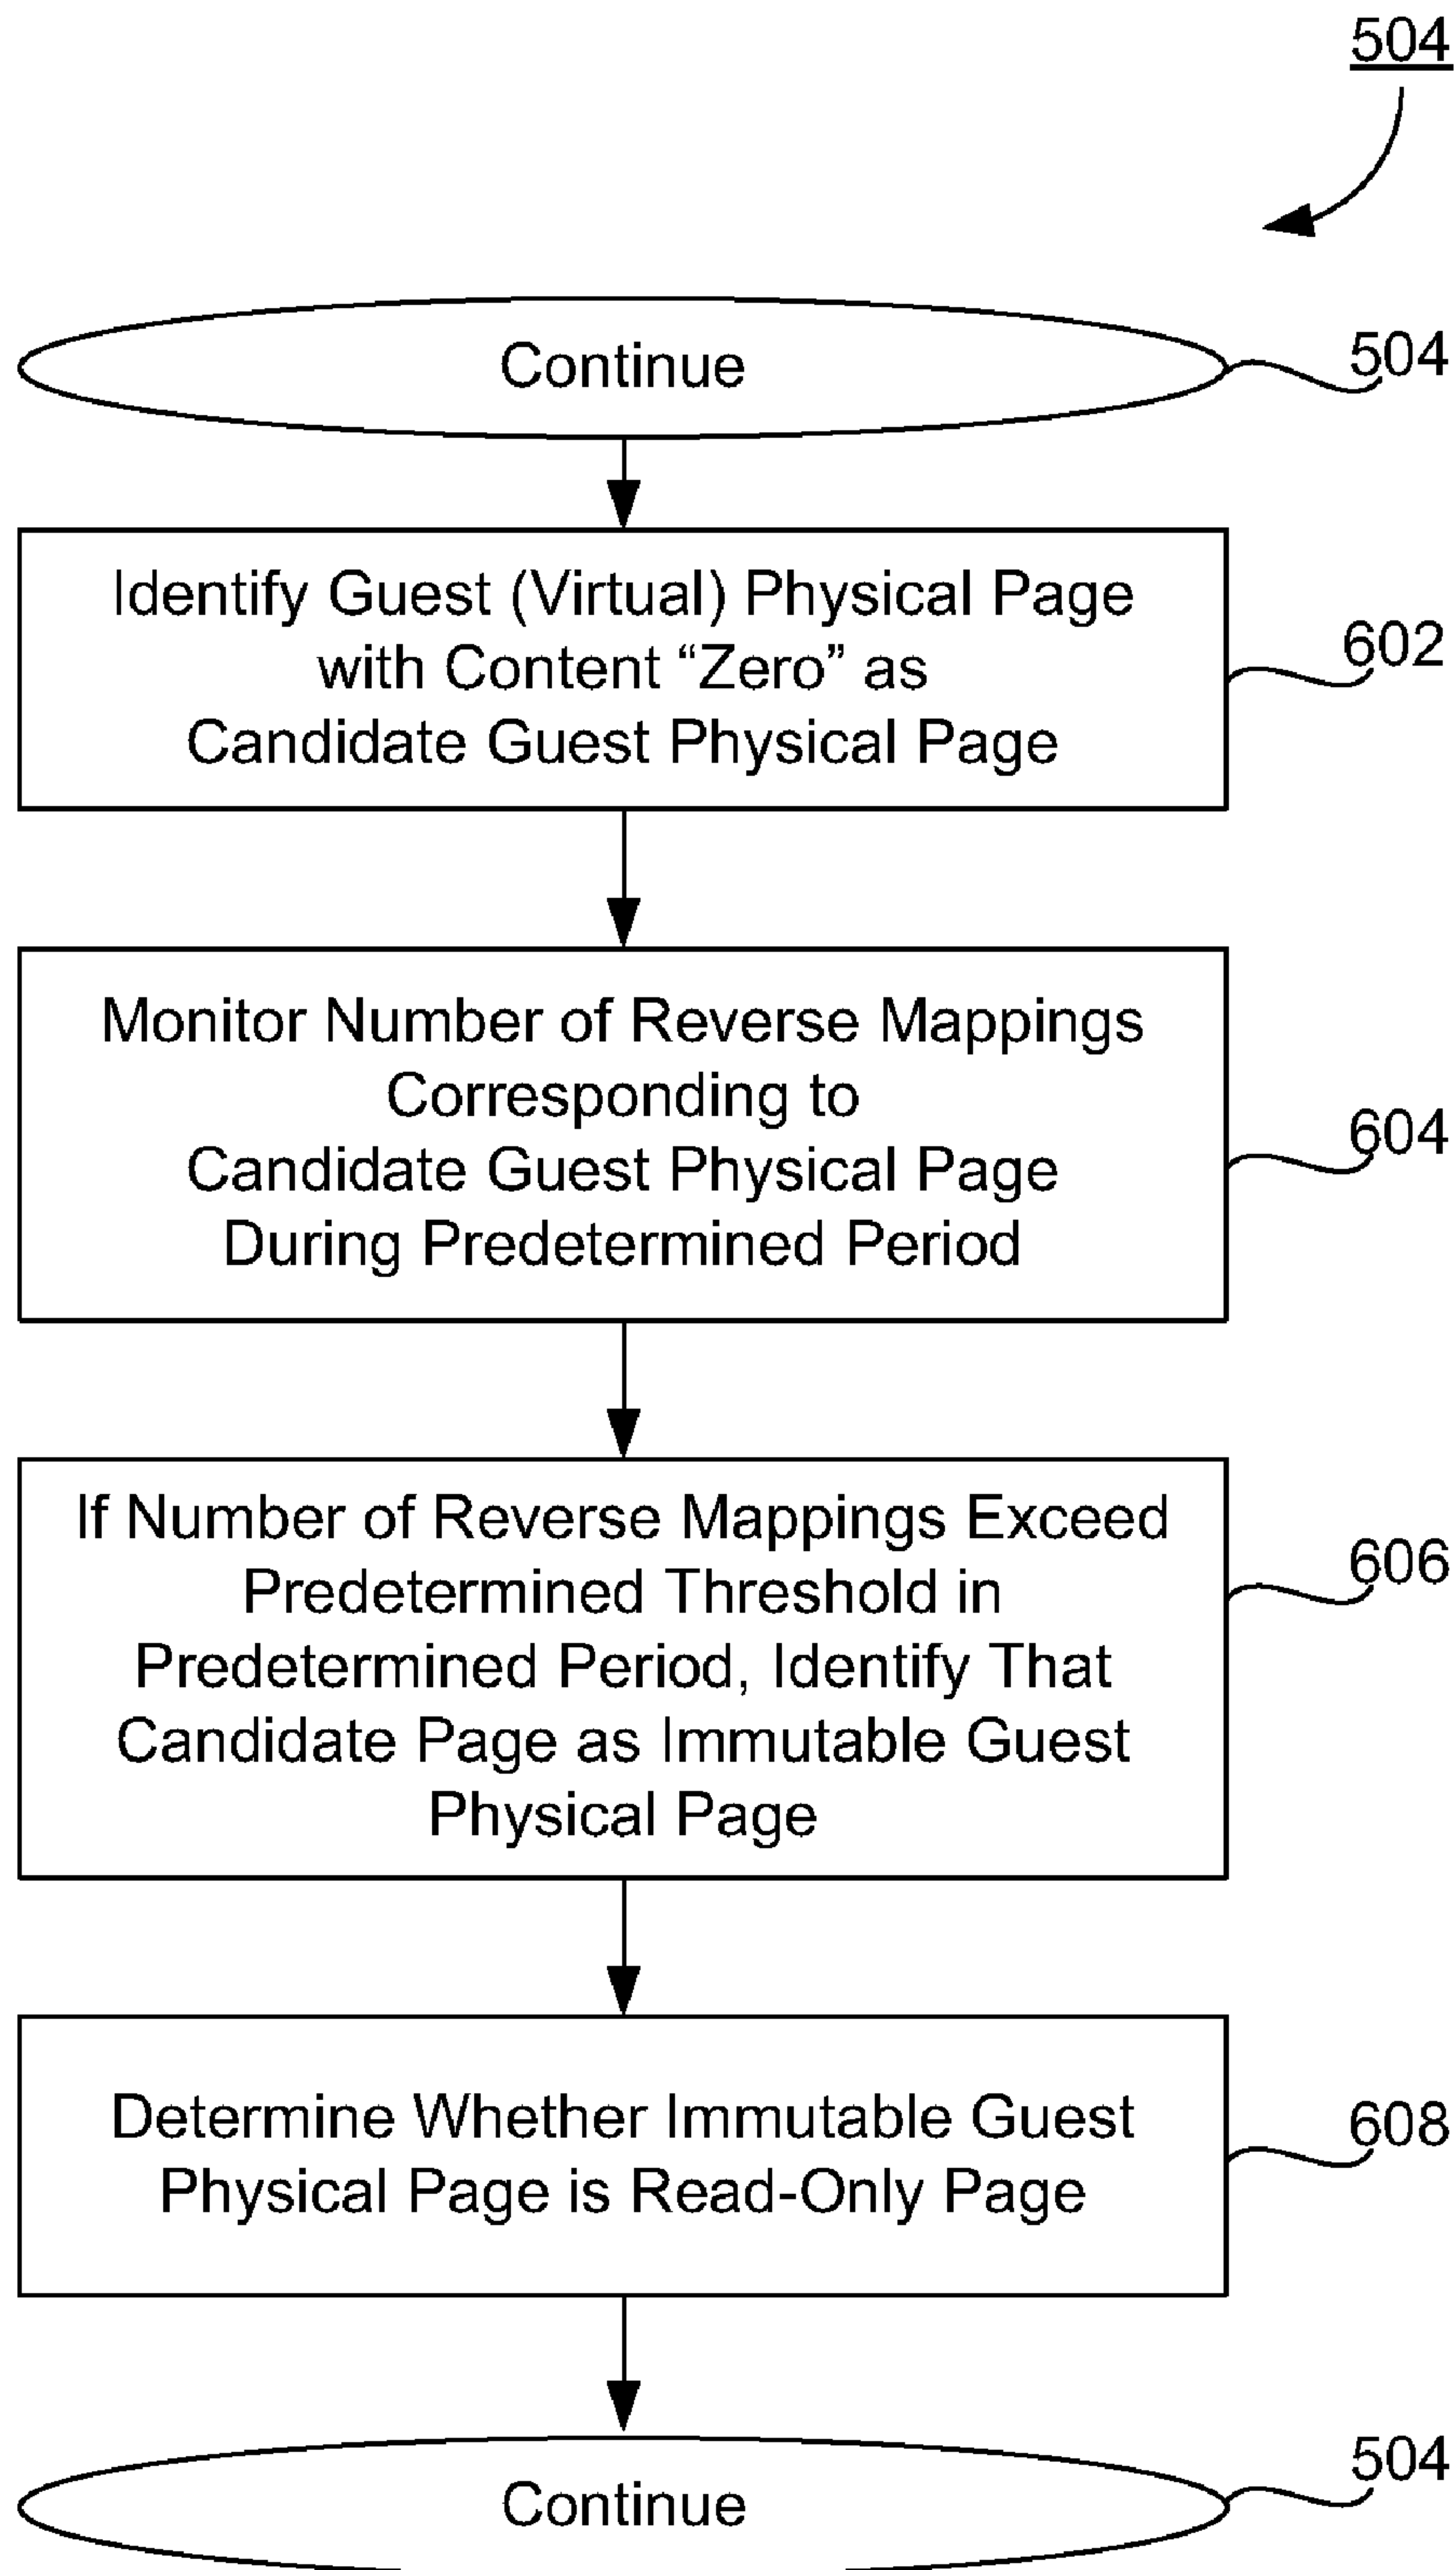 504
Continue
504
Identify Guest (Virtual) Physical Page
with Content “Zero” as
Candidate Guest Physical Page
602
Monitor Number of Reverse Mappings
Corresponding to
Candidate Guest Physical Page
During Predetermined Period
604
If Number of Reverse Mappings Exceed
Predetermined Threshold in
Predetermined Period, Identify That
Candidate Page as Immutable Guest
Physical Page
606
Determine Whether Immutable Guest
Physical Page is Read-Only Page
608
Continue
504